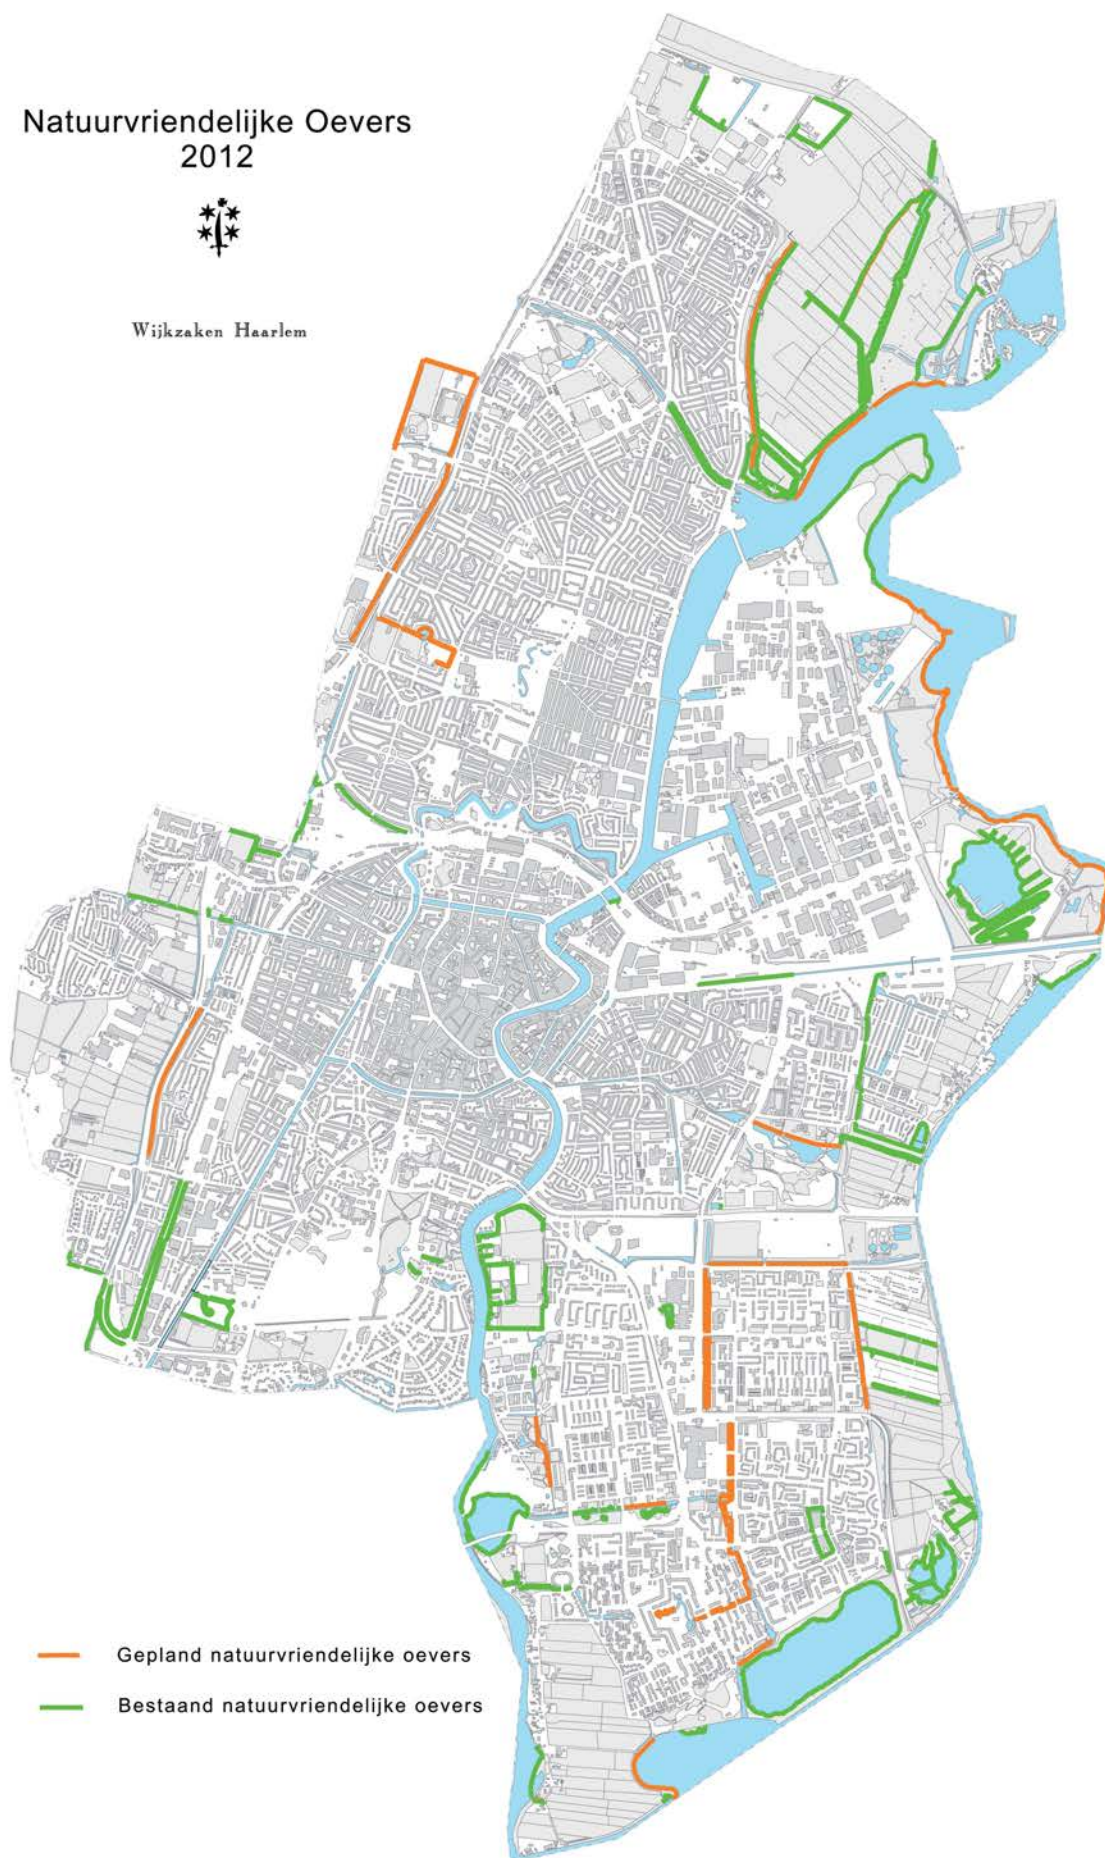 Natuurvriendelijke Oevers
2012
Wijkzaken Haarlem
Gepland natuurvriendelijke oevers
Bestaand natuurvriendelijke oevers